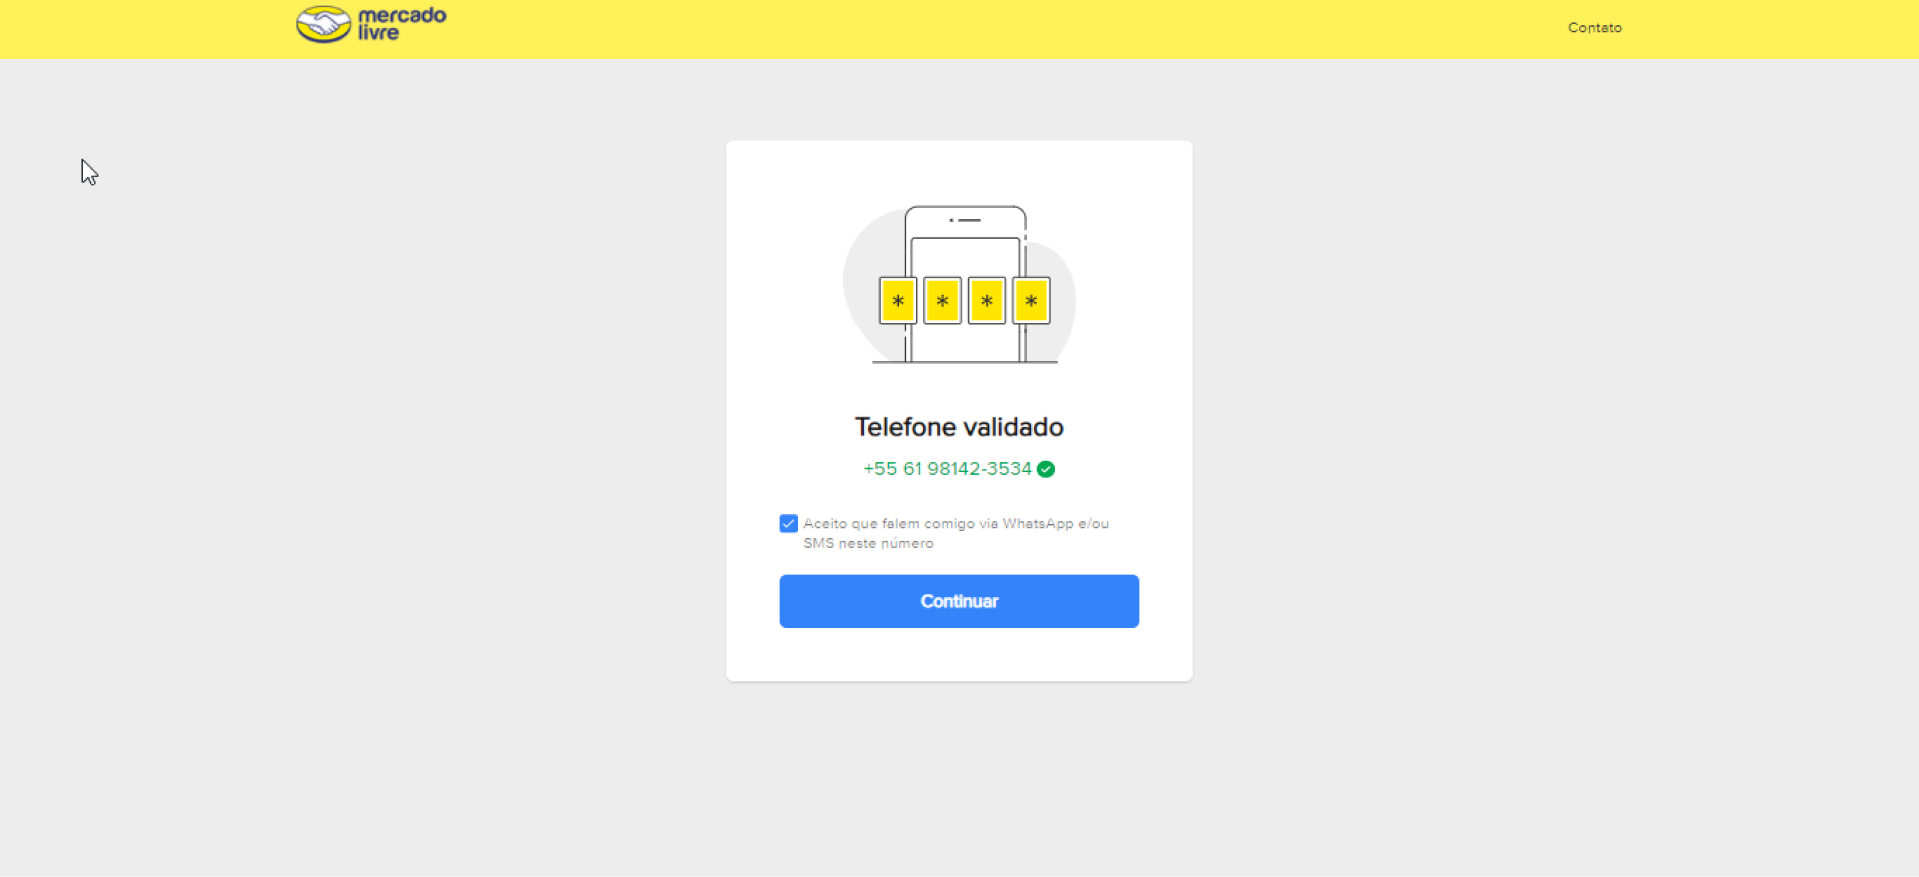 mercado
livre
Contato
* * * *
Telefone validado
+55 61 98142-3534
Aceito que falem comigo via WhatsApp e/ou
SMS neste número
Continuar